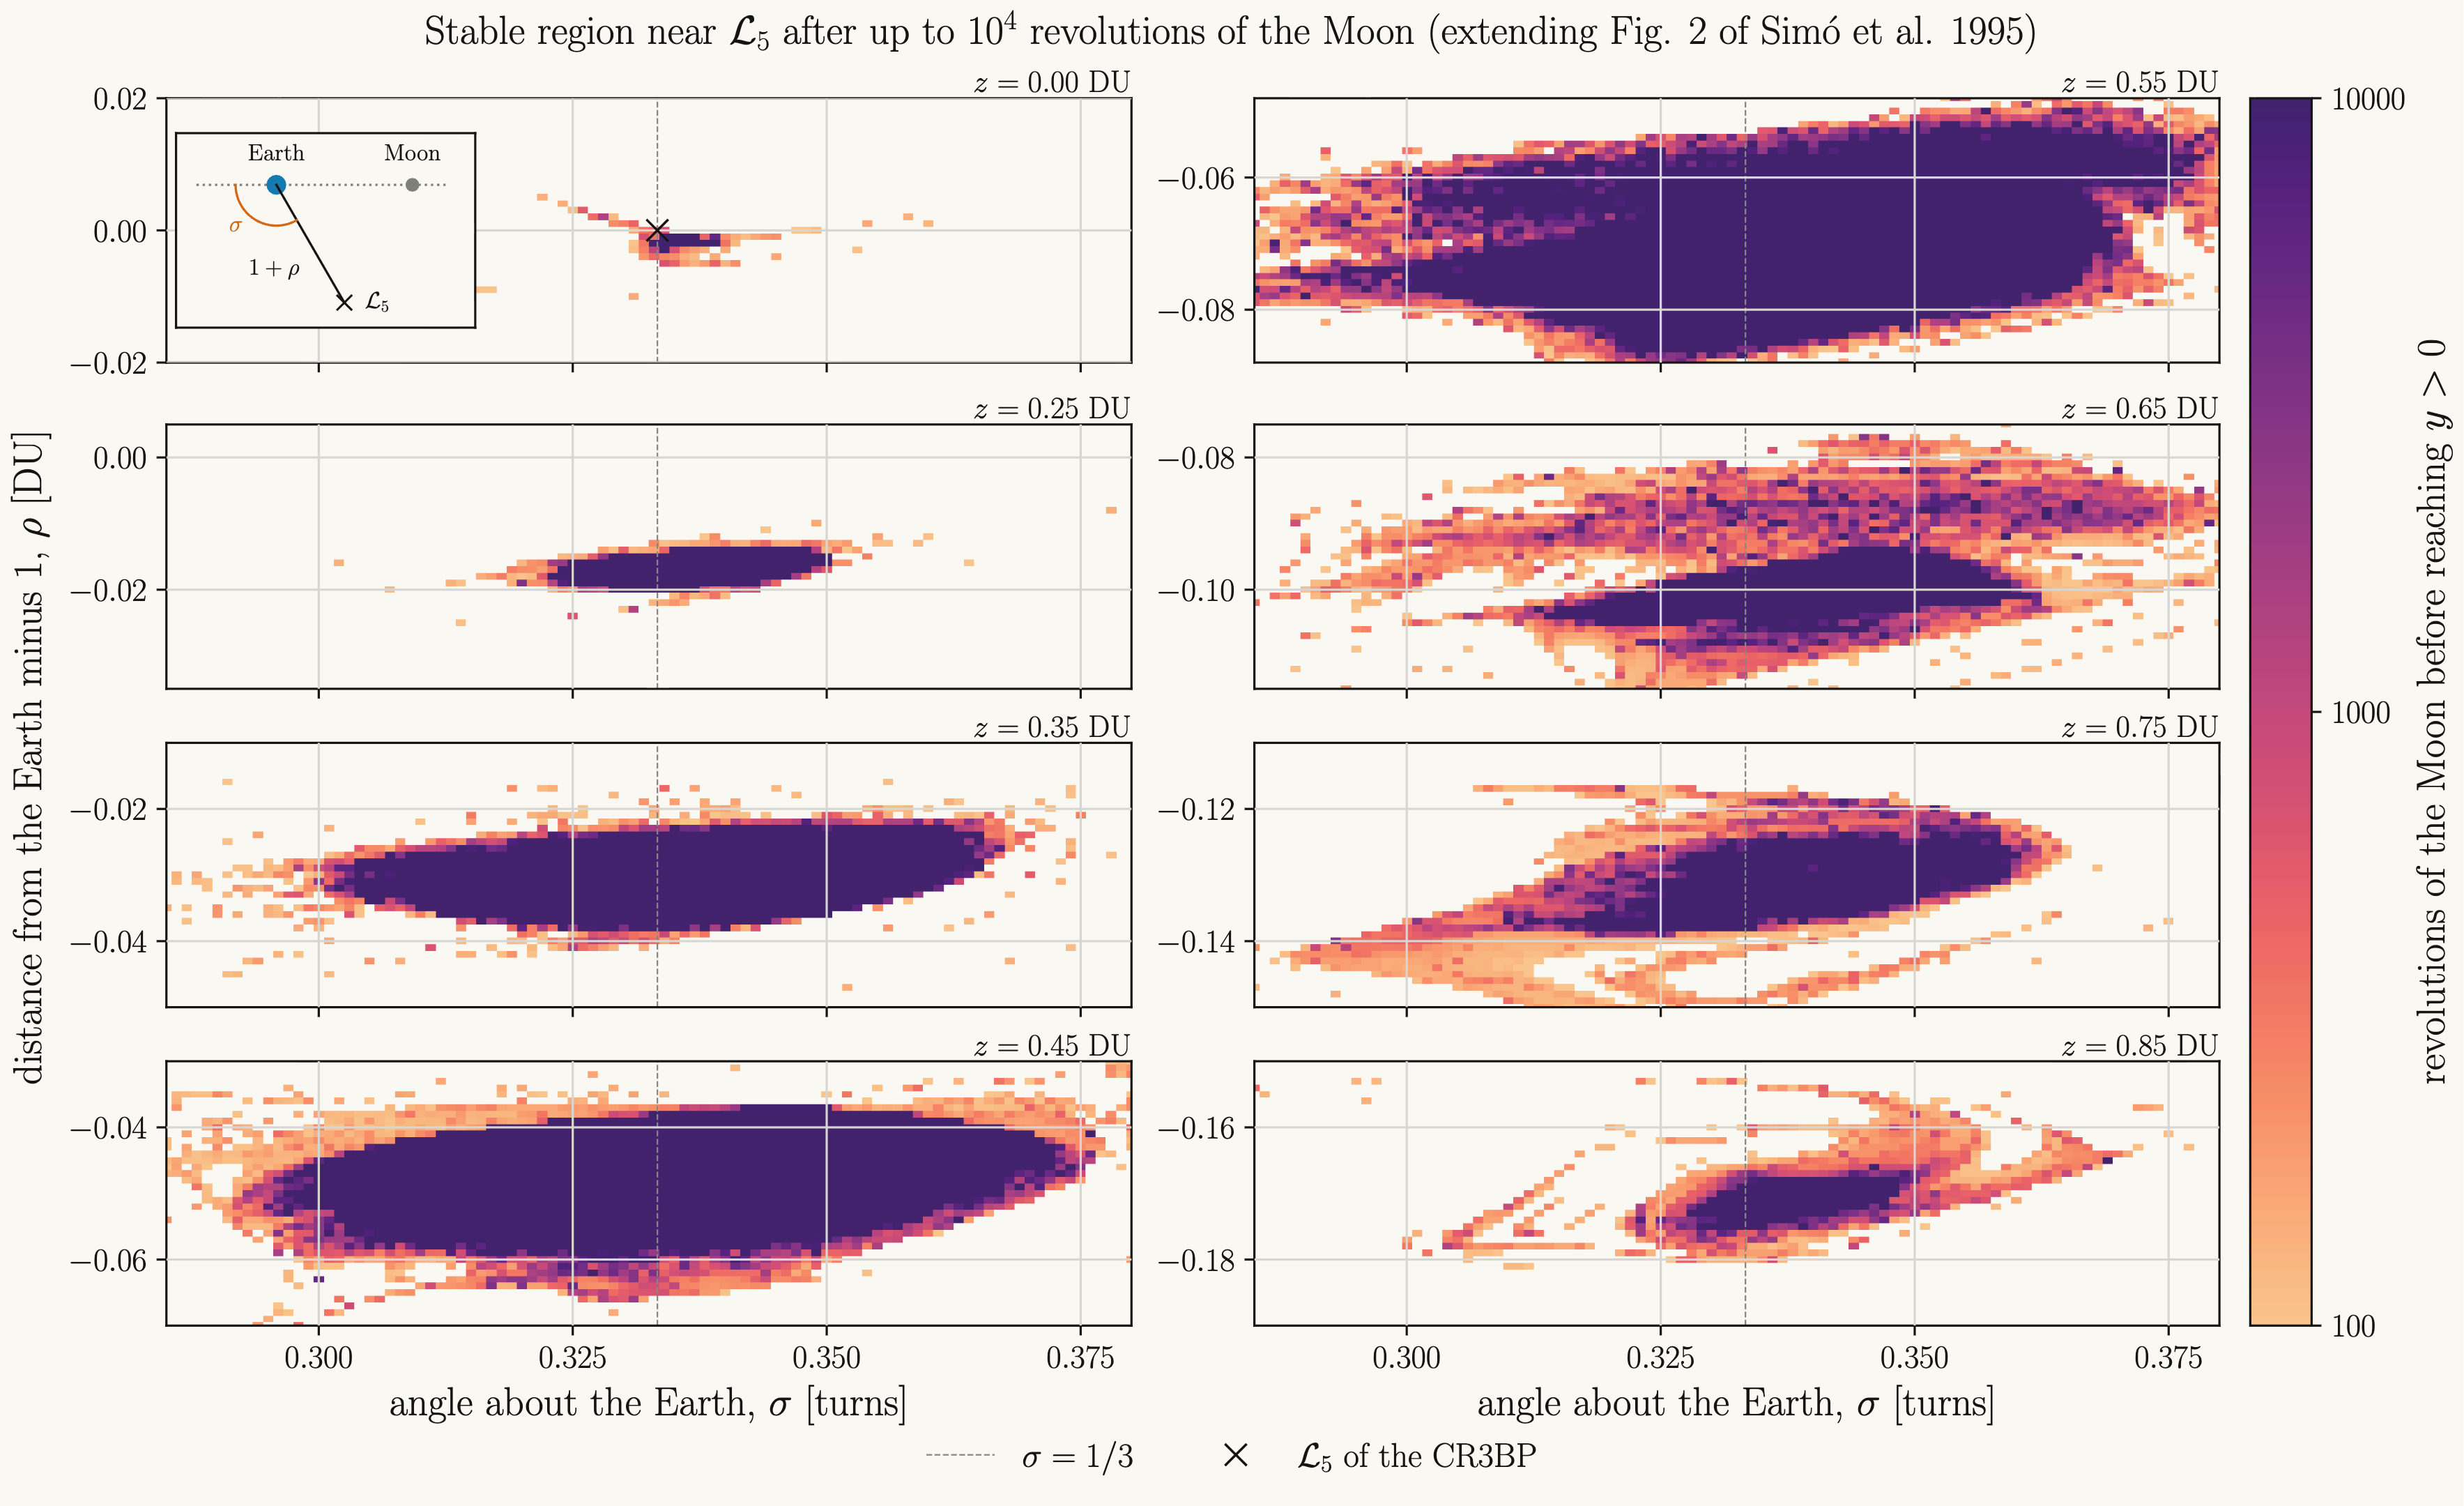 Stable region near 𝓛₅ after up to 10⁴ revolutions of the Moon (extending Fig. 2 of Simó et al. 1995)
distance from the Earth minus 1, ρ [DU]
z = 0.00 DU
0.02
0.00
−0.02
Earth
Moon
σ
1 + ρ
𝓛₅
z = 0.25 DU
0.00
−0.02
z = 0.35 DU
−0.02
−0.04
z = 0.45 DU
−0.04
−0.06
0.300
0.325
0.350
0.375
angle about the Earth, σ [turns]
z = 0.55 DU
−0.06
−0.08
z = 0.65 DU
−0.08
−0.10
z = 0.75 DU
−0.12
−0.14
z = 0.85 DU
−0.16
−0.18
0.300
0.325
0.350
0.375
angle about the Earth, σ [turns]
10000
1000
100
revolutions of the Moon before reaching y > 0
σ = 1/3
𝓛₅ of the CR3BP